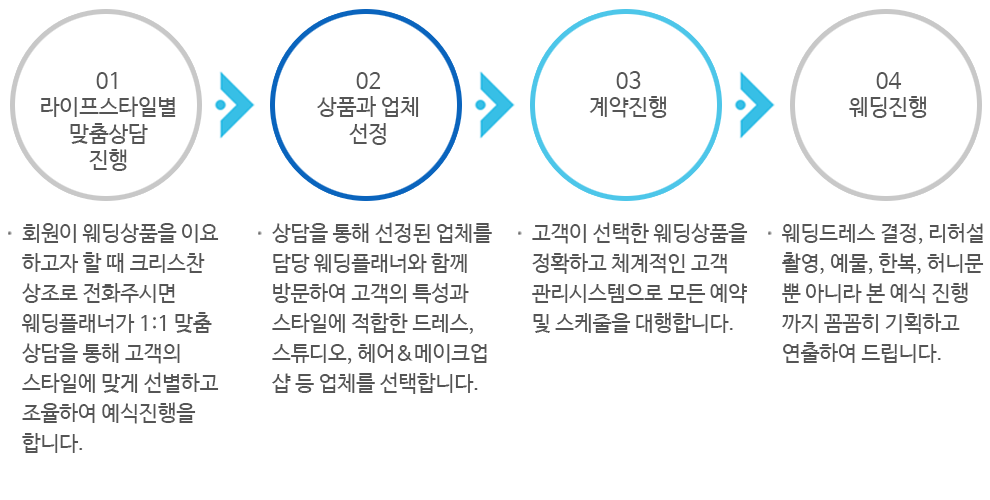 01
라이프스타일별
맞춤상담
진행
02
상품과 업체
선정
03
계약진행
04
웨딩진행
· 회원이 웨딩상품을 이요
하고자 할 때 크리스찬
상조로 전화주시면
웨딩플래너가 1:1 맞춤
상담을 통해 고객의
스타일에 맞게 선별하고
조율하여 예식진행을
합니다.
· 상담을 통해 선정된 업체를
담당 웨딩플래너와 함께
방문하여 고객의 특성과
스타일에 적합한 드레스,
스튜디오, 헤어&메이크업
샵 등 업체를 선택합니다.
· 고객이 선택한 웨딩상품을
정확하고 체계적인 고객
관리시스템으로 모든 예약
및 스케줄을 대행합니다.
· 웨딩드레스 결정, 리허설
촬영, 예물, 한복, 허니문
뿐 아니라 본 예식 진행
까지 꼼꼼히 기획하고
연출하여 드립니다.